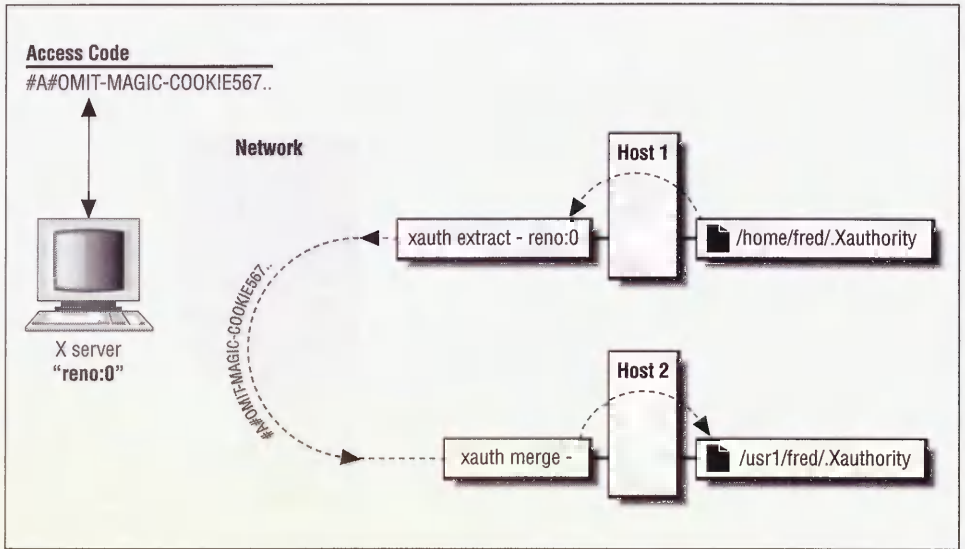 Access Code
#A#OMIT-MAGIC-COOKIE567..
Network
Host 1
xauth extract - reno:0
/home/fred/.Xauthority
#A#OMIT-MAGIC-COOKIE567..
X server
"reno:0"
Host 2
xauth merge -
/usr1/fred/.Xauthority